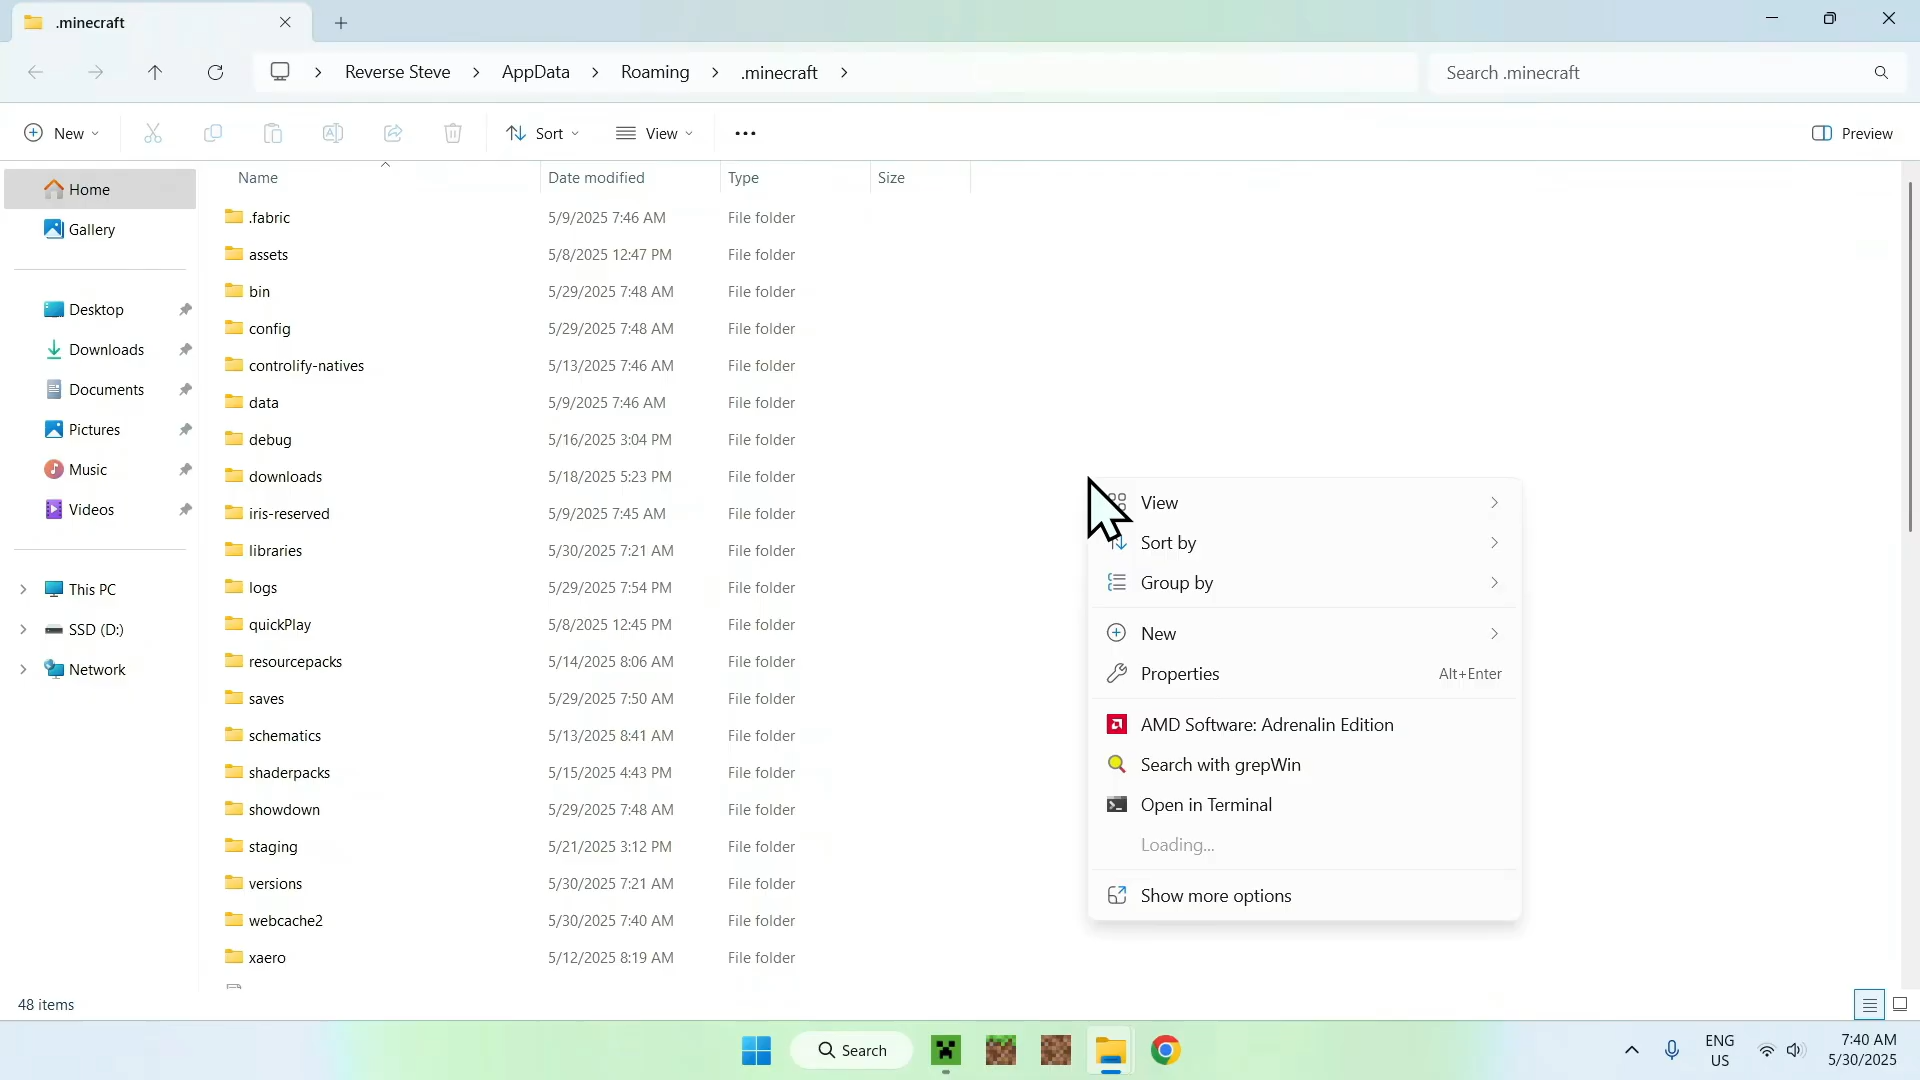 .minecraft
Reverse Steve > AppData > Roaming > .minecraft >
Search .minecraft
New
Sort
View
Preview
Name Date modified Type Size
Home
Gallery
Desktop
Downloads
Documents
Pictures
Music
Videos
This PC
SSD (D:)
Network
.fabric 5/9/2025 7:46 AM File folder
assets 5/8/2025 12:47 PM File folder
bin 5/29/2025 7:48 AM File folder
config 5/29/2025 7:48 AM File folder
controlify-natives 5/13/2025 7:46 AM File folder
data 5/9/2025 7:46 AM File folder
debug 5/16/2025 3:04 PM File folder
downloads 5/18/2025 5:23 PM File folder
iris-reserved 5/9/2025 7:45 AM File folder
libraries 5/30/2025 7:21 AM File folder
logs 5/29/2025 7:54 PM File folder
quickPlay 5/8/2025 12:45 PM File folder
resourcepacks 5/14/2025 8:06 AM File folder
saves 5/29/2025 7:50 AM File folder
schematics 5/13/2025 8:41 AM File folder
shaderpacks 5/15/2025 4:43 PM File folder
showdown 5/29/2025 7:48 AM File folder
staging 5/21/2025 3:12 PM File folder
versions 5/30/2025 7:21 AM File folder
webcache2 5/30/2025 7:40 AM File folder
xaero 5/12/2025 8:19 AM File folder
View
Sort by
Group by
New
Properties Alt+Enter
AMD Software: Adrenalin Edition
Search with grepWin
Open in Terminal
Loading...
Show more options
48 items
Search
ENG
US
7:40 AM
5/30/2025